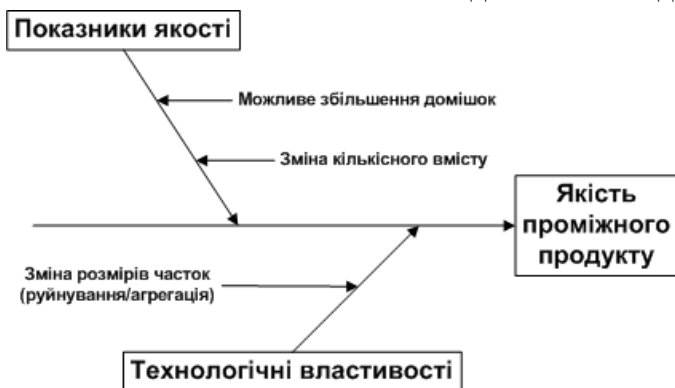 Показники якості
Можливе збільшення домішок
Зміна кількісного вмісту
Якість
проміжного
продукту
Зміна розмірів часток
(руйнування/агрегація)
Технологічні властивості